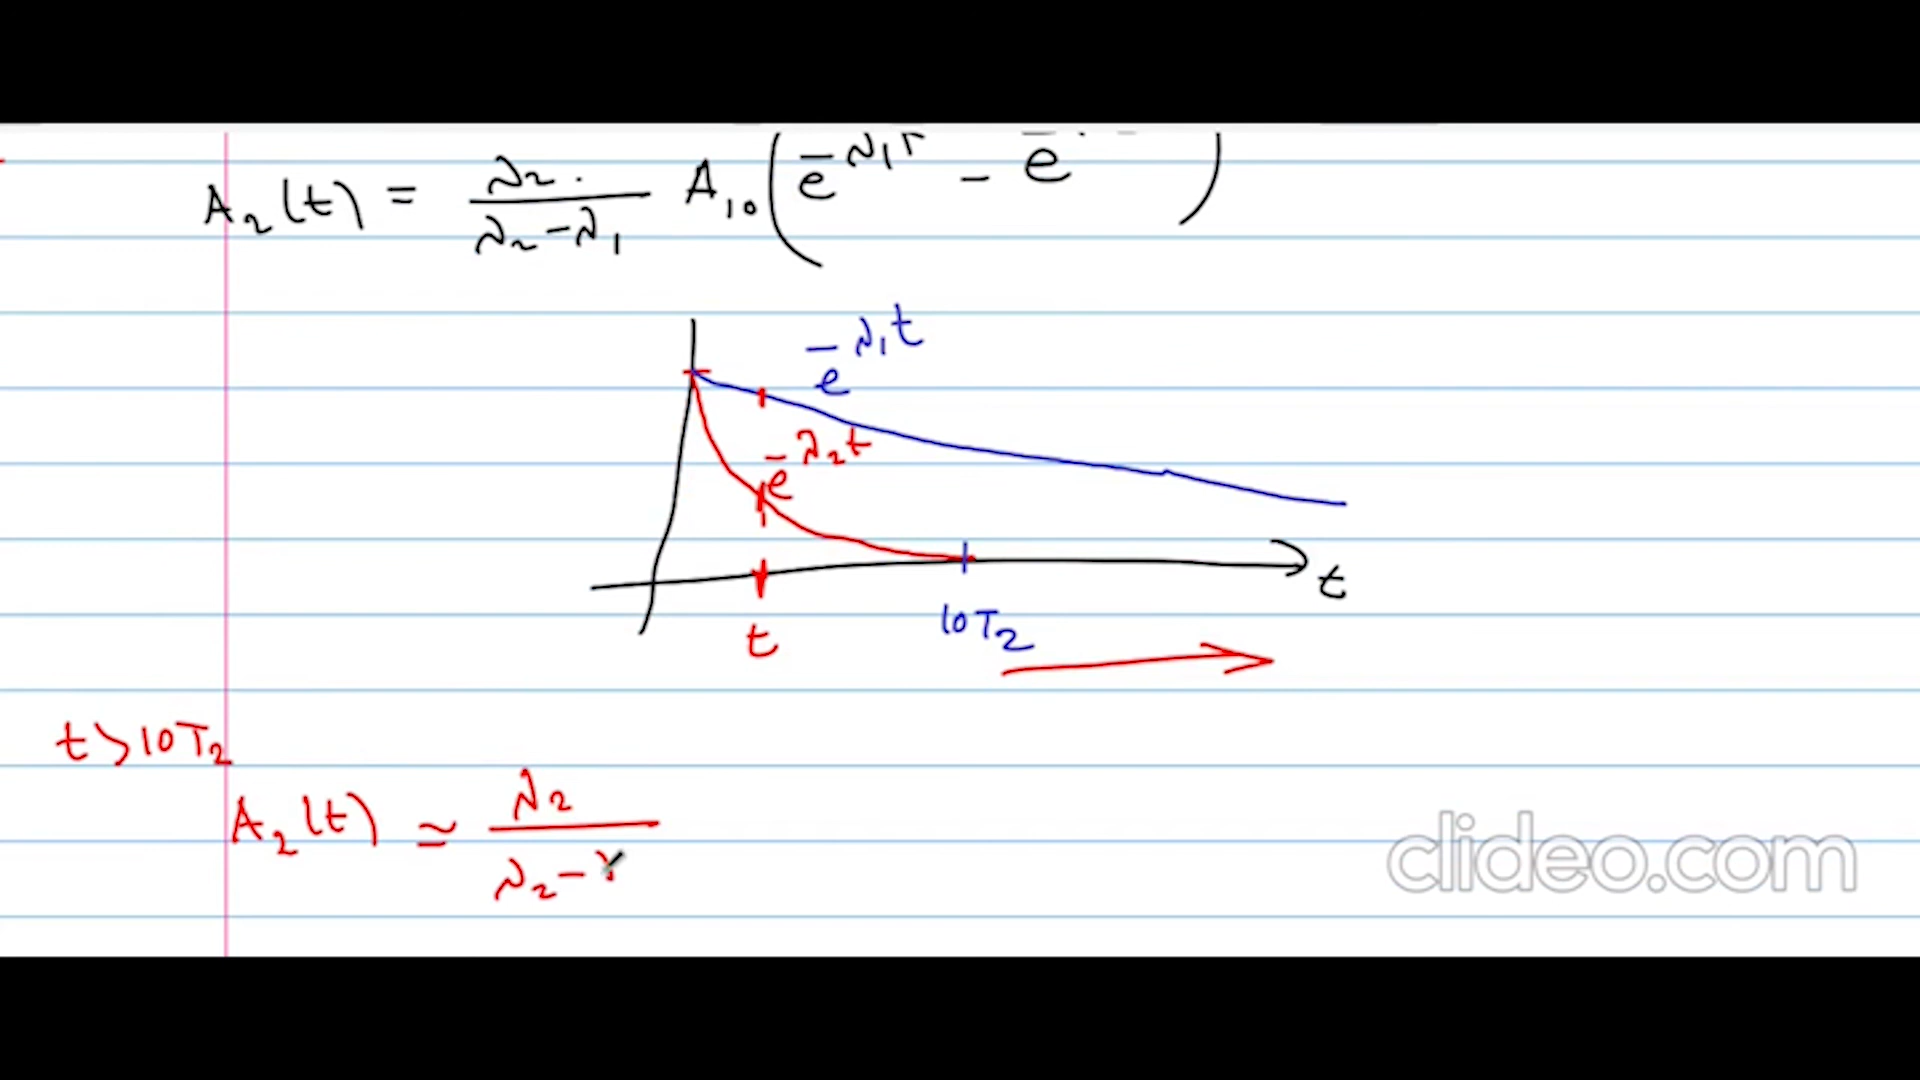 A₂(t) = λ₂ / (λ₂ - λ₁) A₁₀ (e^-λ₁t - e^-
e^-λ₁t
e^-λ₂t
t
t
10T₂
t > 10T₂
A₂(t) ≃ λ₂ / (λ₂ -
clideo.com